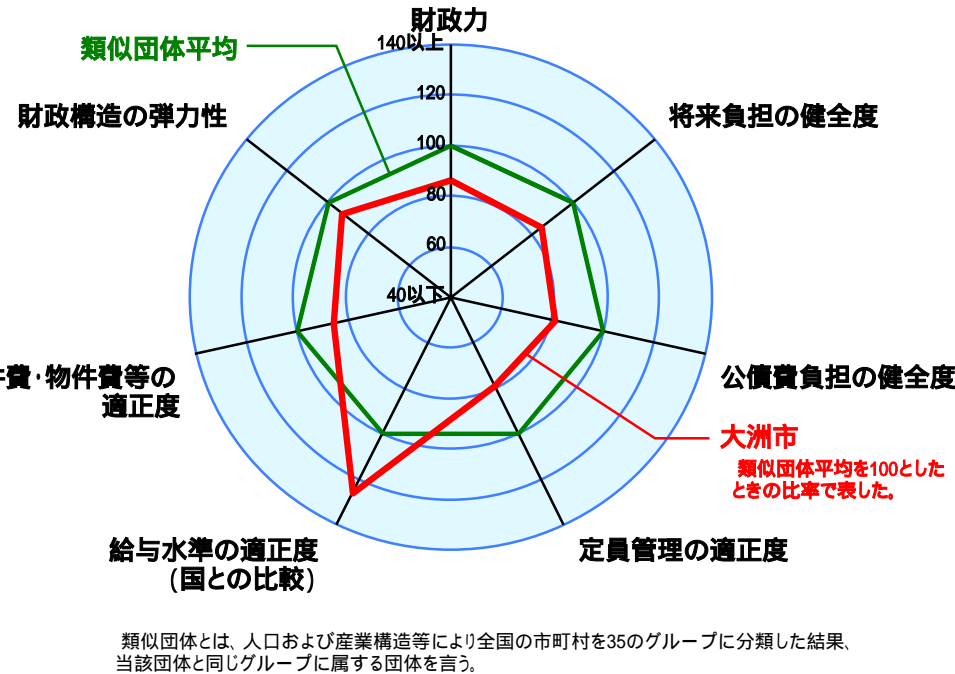 財政力
140以上
類似団体平均
120
財政構造の弾力性
将来負担の健全度
100
80
60
40以下
件費・物件費等の
適正度
公債費負担の健全度
大洲市
類似団体平均を100とした
ときの比率で表した。
給与水準の適正度
(国との比較)
定員管理の適正度
類似団体とは、人口および産業構造等により全国の市町村を35のグループに分類した結果、
当該団体と同じグループに属する団体を言う。